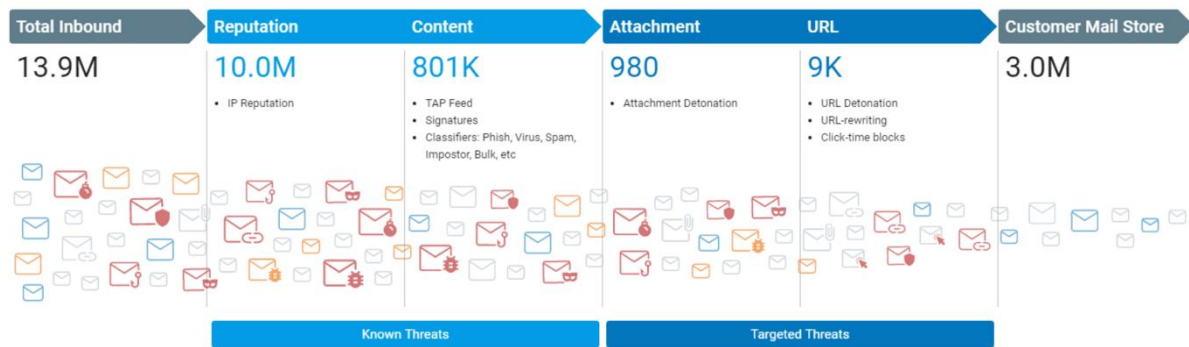 Total Inbound
Reputation
Content
Attachment
URL
Customer Mail Store
13.9M
10.0M
801K
980
9K
3.0M
• IP Reputation
• TAP Feed
• Signatures
• Classifiers: Phish, Virus, Spam,
Impostor, Bulk, etc
• Attachment Detonation
• URL Detonation
• URL-rewriting
• Click-time blocks
Known Threats
Targeted Threats